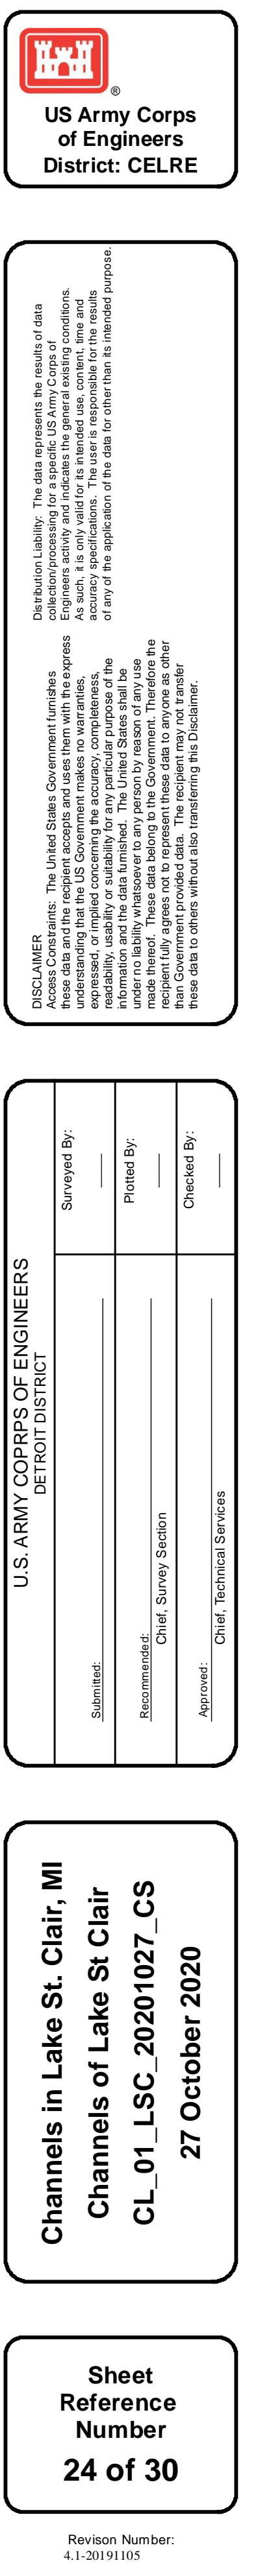 ®
US Army Corps
of Engineers
District: CELRE
DISCLAIMER
Access Constraints: The United States Government furnishes
these data and the recipient accepts and uses them with the express
understanding that the US Government makes no warranties,
expressed, or implied concerning the accuracy, completeness,
readability, usability or suitability for any particular purpose of the
information and the data furnished. The United States shall be
under no liability whatsoever to any person by reason of any use
made thereof. These data belong to the Government. Therefore the
recipient fully agrees not to represent these data to anyone as other
than Government provided data. The recipient may not transfer
these data to others without also transferring this Disclaimer.
Distribution Liability: The data represents the results of data
collection/processing for a specific US Army Corps of
Engineers activity and indicates the general existing conditions.
As such, it is only valid for its intended use, content, time and
accuracy specifications. The user is responsible for the results
of any of the application of the data for other than its intended purpose.
U.S. ARMY COPRPS OF ENGINEERS
DETROIT DISTRICT
Submitted:
Surveyed By:
Recommended:
Chief, Survey Section
Plotted By:
Approved:
Chief, Technical Services
Checked By:
Channels in Lake St. Clair, MI
Channels of Lake St Clair
CL_01_LSC_20201027_CS
27 October 2020
Sheet
Reference
Number
24 of 30
Revison Number:
4.1-20191105